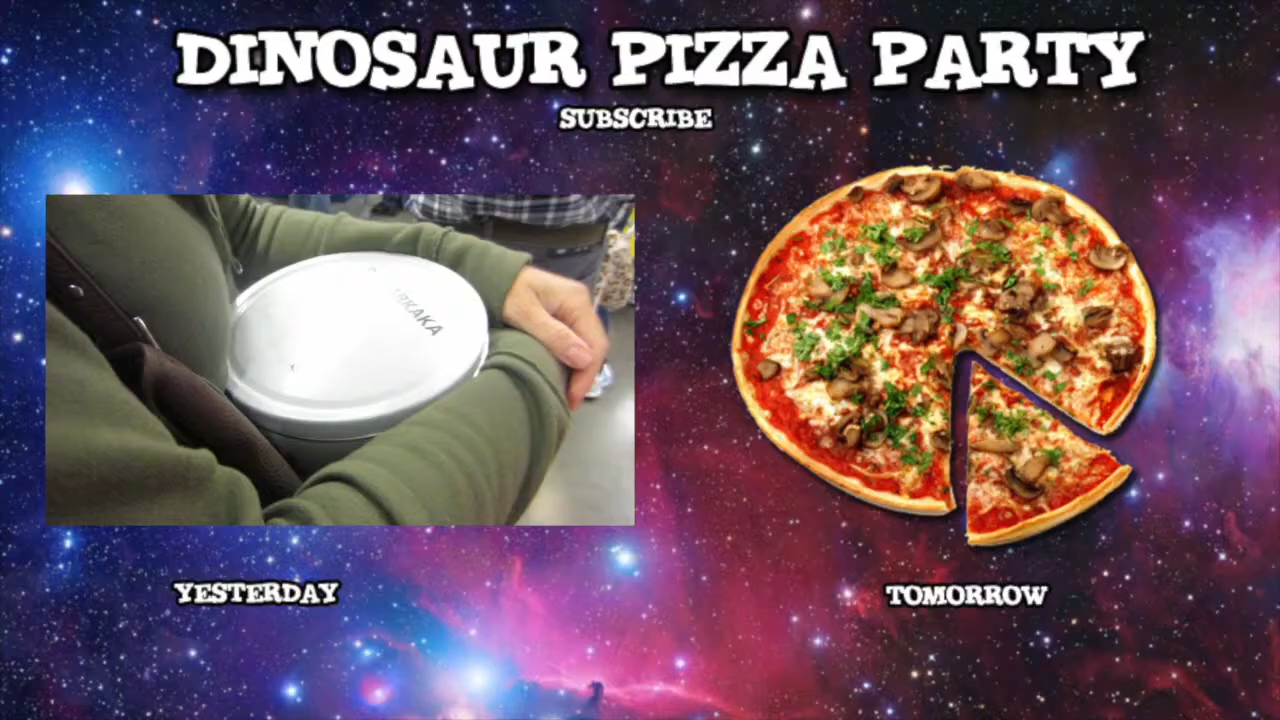 DINOSAUR PIZZA PARTY
SUBSCRIBE
YESTERDAY
TOMORROW